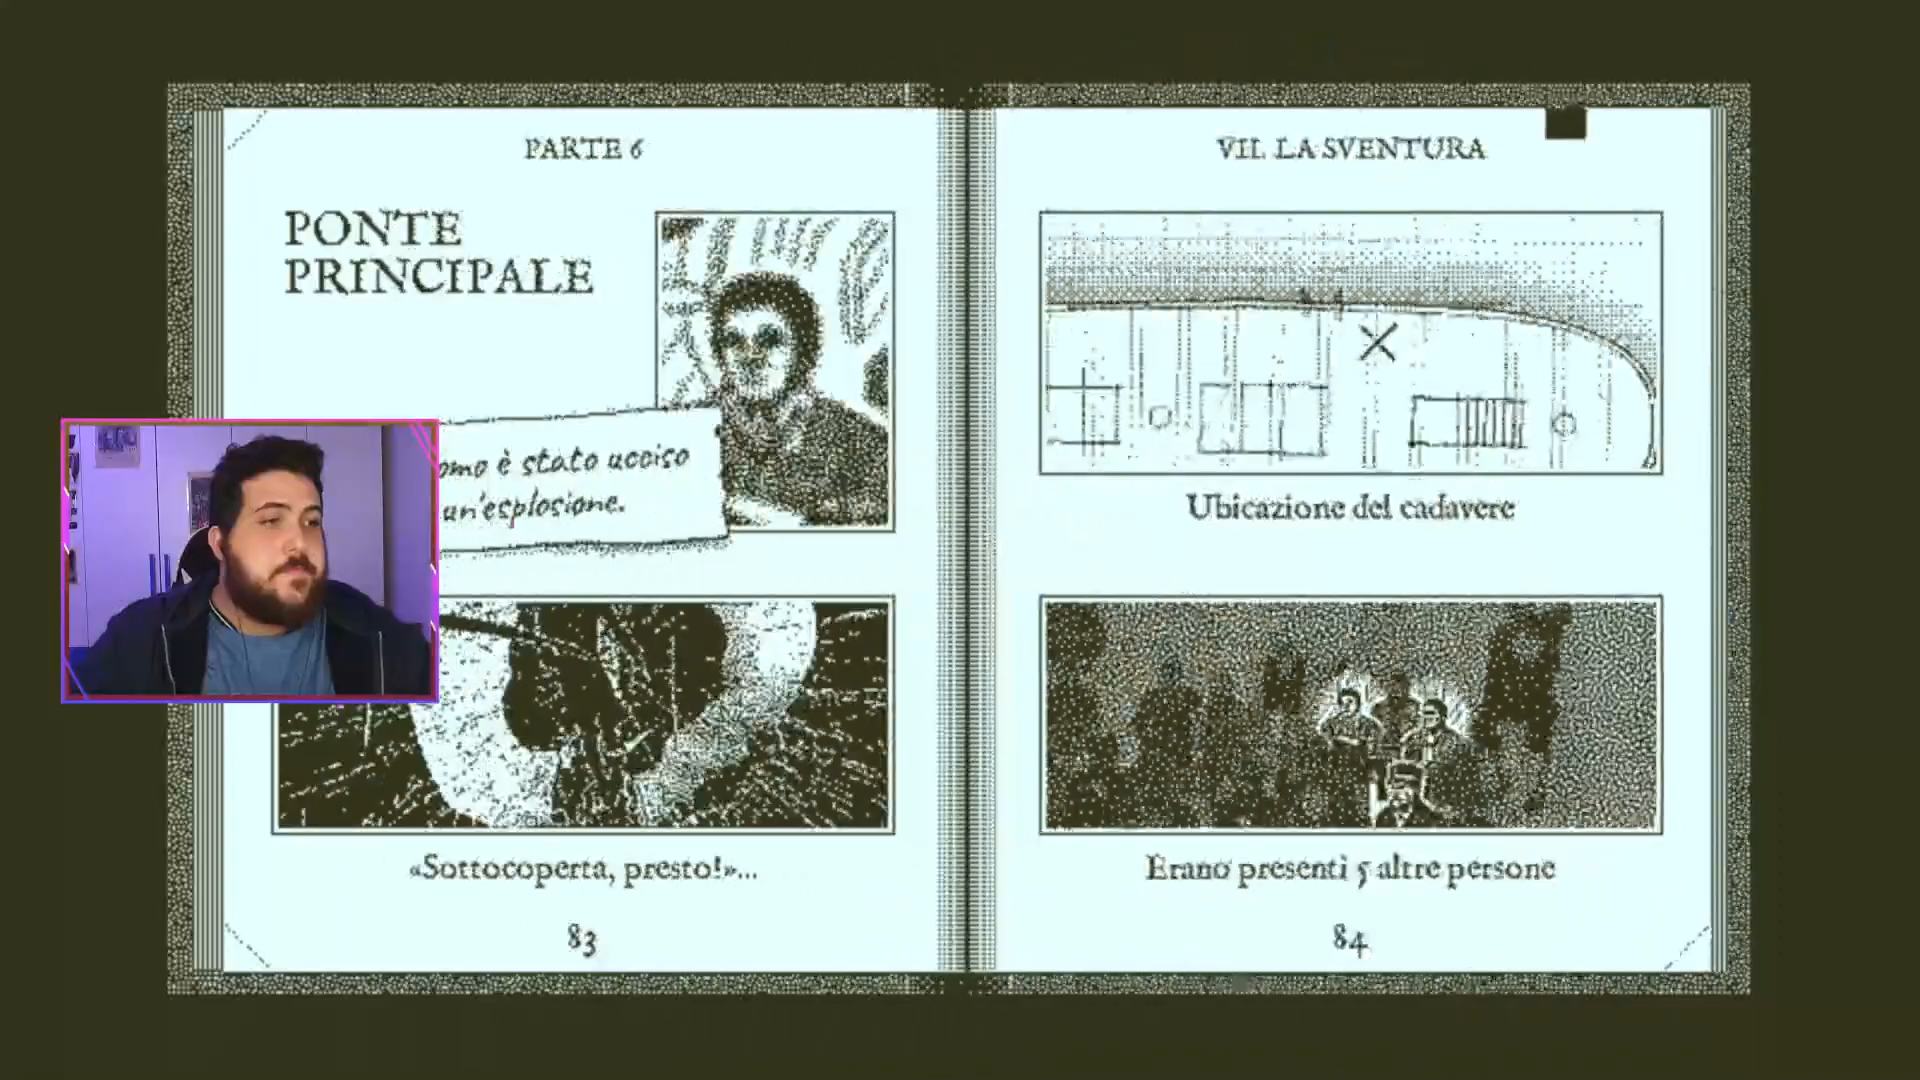 PARTE 6
PONTE
PRINCIPALE
è stato ucciso
un'esplosione.
«Sottocoperta, presto!»...
83
VII. LA SVENTURA
Ubicazione del cadavere
Erano presenti 5 altre persone
84